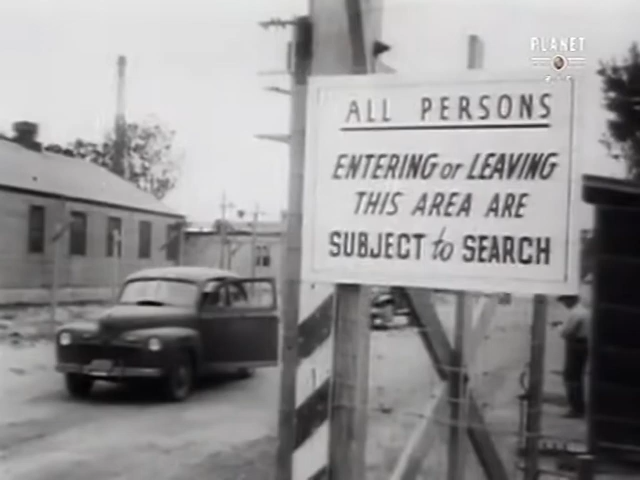 PLANET
ALL PERSONS
ENTERING or LEAVING
THIS AREA ARE
SUBJECT to SEARCH